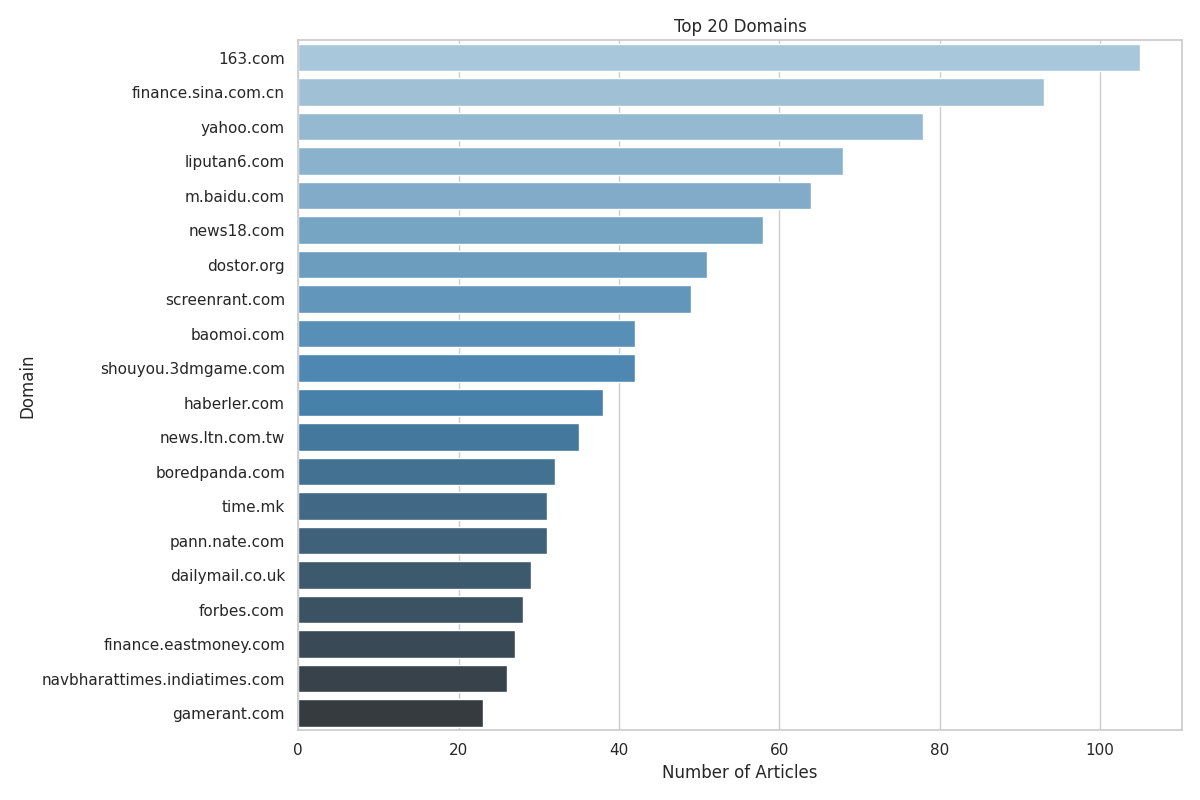 Top 20 Domains
163.com
finance.sina.com.cn
yahoo.com
liputan6.com
m.baidu.com
news18.com
dostor.org
screenrant.com
baomoi.com
shouyou.3dmgame.com
haberler.com
news.ltn.com.tw
boredpanda.com
time.mk
pann.nate.com
dailymail.co.uk
forbes.com
finance.eastmoney.com
navbharattimes.indiatimes.com
gamerant.com
Domain
0 20 40 60 80 100
Number of Articles